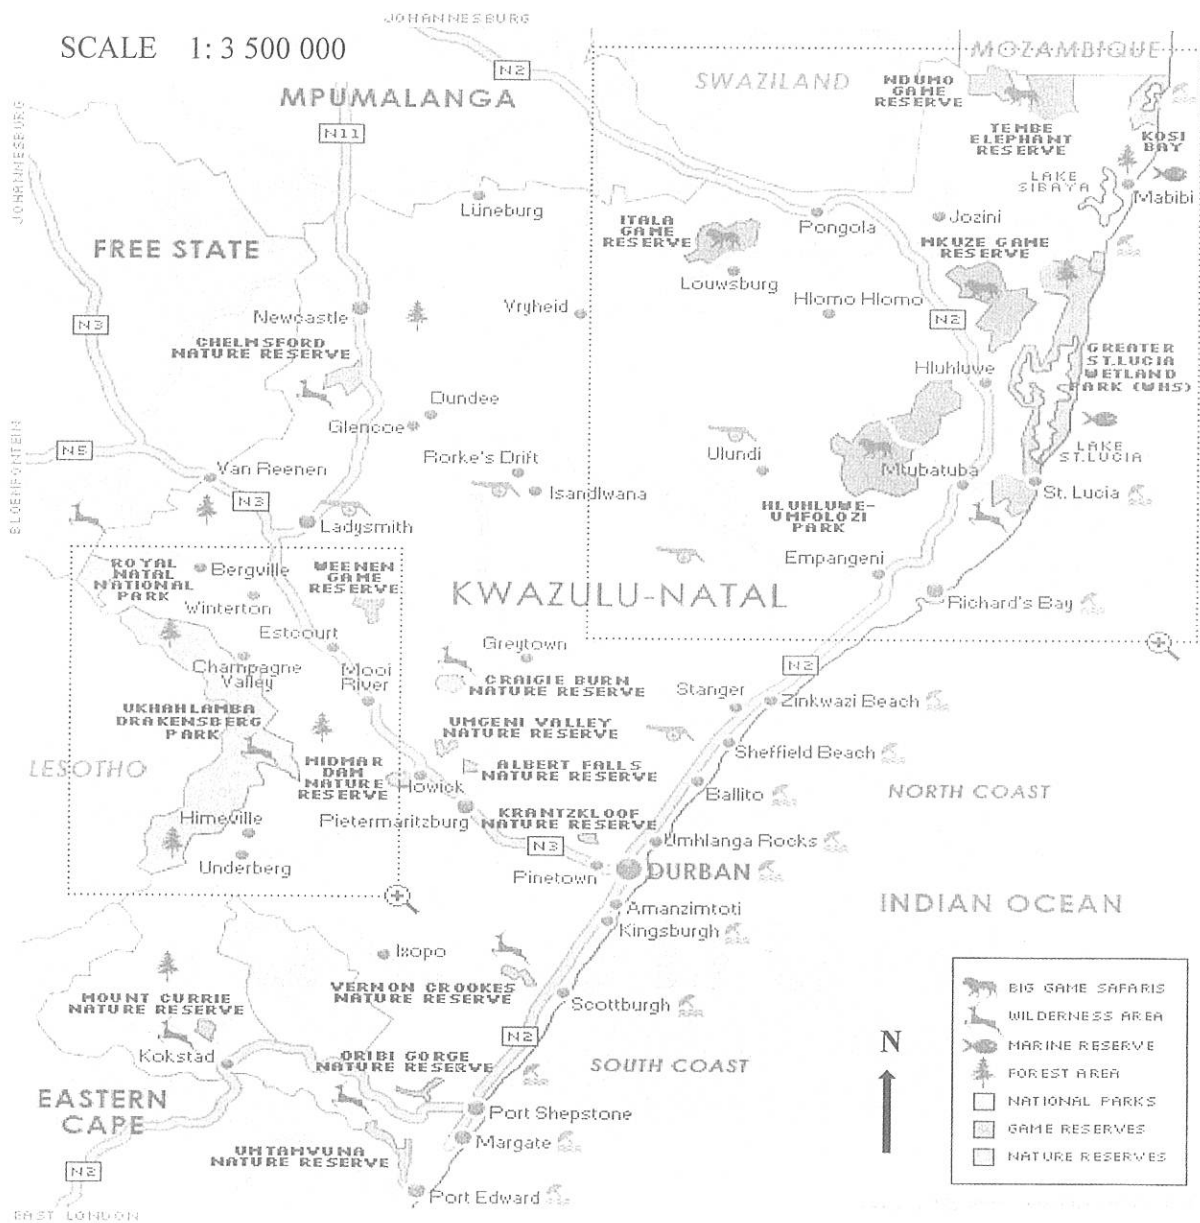 JOHANNESBURG
SCALE 1: 3 500 000
MOZAMBIQUE
N2
SWAZILAND
NDUMO
GAME
RESERVE
MPUMALANGA
JOHANNESBURG
N11
TEMBE
ELEPHANT
RESERVE
KOSI
BAY
LAKE
SIBAYA
Mabibi
Lüneburg
ITALA
GAME
RESERVE
Pongola
Jozini
FREE STATE
MKUZE GAME
RESERVE
Louwsburg
Hlomo Hlomo
Vryheid
Newcastle
N3
N2
CHELMSFORD
NATURE RESERVE
GREATER
ST.LUCIA
WETLAND
PARK (WHS)
Hluhluwe
Dundee
Glencoe
BLOEMFONTEIN
N5
Van Reenen
Rorke's Drift
Ulundi
LAKE
ST.LUCIA
Mtubatuba
Isandlwana
St. Lucia
N3
Ladysmith
HLUHLUWE-
UMFOLOZI
PARK
ROYAL
NATAL
NATIONAL
PARK
Bergville
WEENEN
GAME
RESERVE
Empangeni
Winterton
KWAZULU-NATAL
Richard's Bay
Estcourt
Greytown
Champagne
Valley
Mooi
River
N2
CRAIGIE BURN
NATURE RESERVE
Stanger
Zinkwazi Beach
UKHAHLAMBA
DRAKENSBERG
PARK
UMGENI VALLEY
NATURE RESERVE
Sheffield Beach
LESOTHO
MIDMAR
DAM
NATURE
RESERVE
ALBERT FALLS
NATURE RESERVE
Howick
Ballito
NORTH COAST
Himeville
Pietermaritzburg
KRANTZKLOOF
NATURE RESERVE
Umhlanga Rocks
N3
Underberg
Pinetown
DURBAN
Amanzimtoti
INDIAN OCEAN
Kingsburgh
Ixopo
VERNON CROOKES
NATURE RESERVE
MOUNT CURRIE
NATURE RESERVE
Scottburgh
N2
Kokstad
ORIBI GORGE
NATURE RESERVE
SOUTH COAST
EASTERN
CAPE
Port Shepstone
Margate
UMTAMVUNA
NATURE RESERVE
N2
Port Edward
EAST LONDON
N
BIG GAME SAFARIS
WILDERNESS AREA
MARINE RESERVE
FOREST AREA
NATIONAL PARKS
GAME RESERVES
NATURE RESERVES